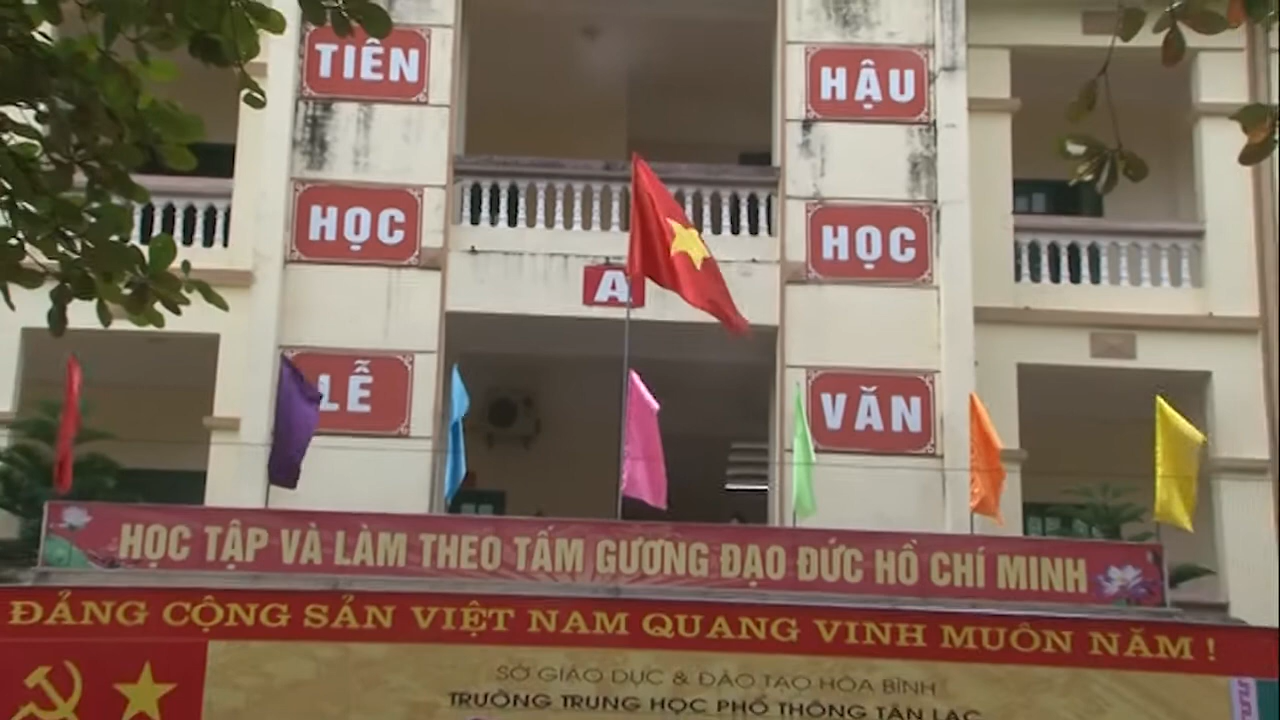 TIÊN
HỌC
LỄ
HẬU
HỌC
VĂN
A
HỌC TẬP VÀ LÀM THEO TẤM GƯƠNG ĐẠO ĐỨC HỒ CHÍ MINH
ĐẢNG CỘNG SẢN VIỆT NAM QUANG VINH MUÔN NĂM !
SỞ GIÁO DỤC & ĐÀO TẠO HÒA BÌNH
TRƯỜNG TRUNG HỌC PHỔ THÔNG TÂN LẠC